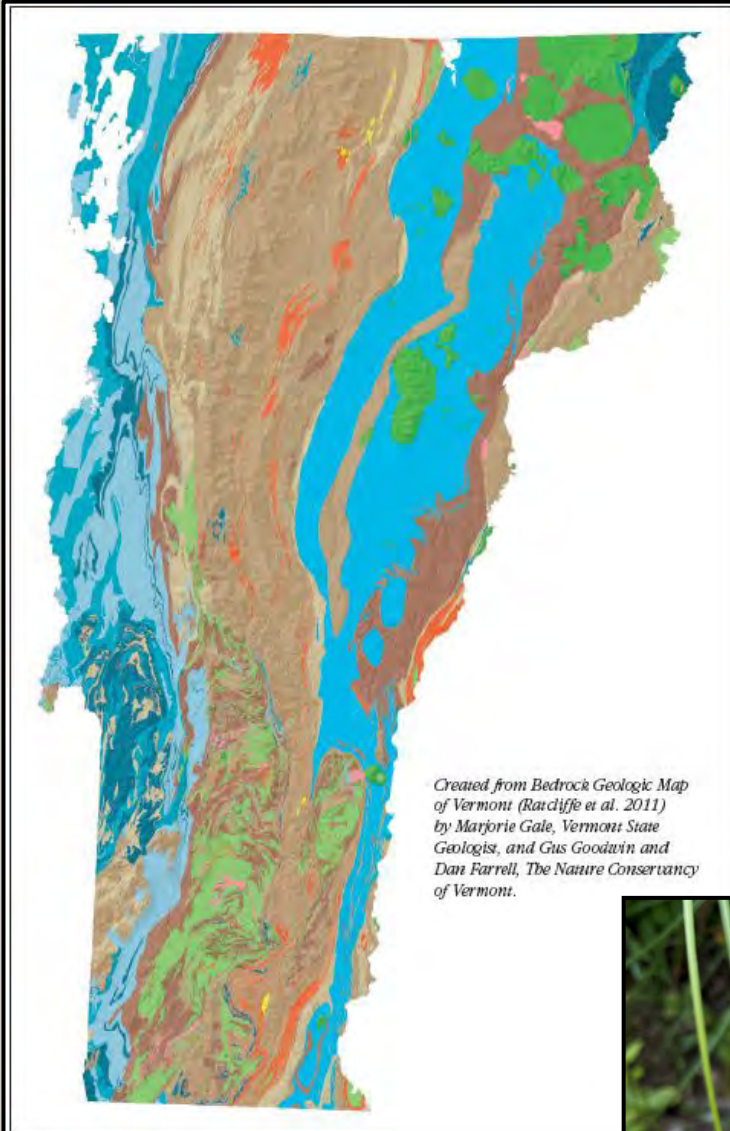 Created from Bedrock Geologic Map
of Vermont (Ratcliffe et al. 2011)
by Marjorie Gale, Vermont State
Geologist, and Gus Goodwin and
Dan Farrell, The Nature Conservancy
of Vermont.